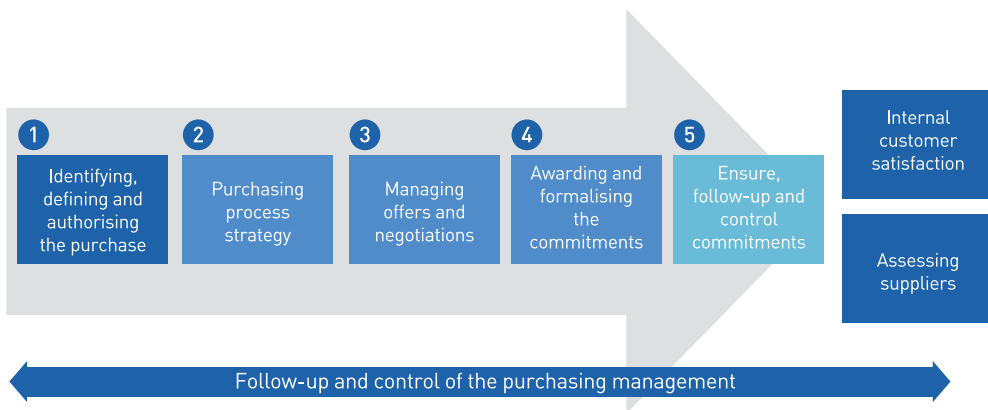 1
Identifying,
defining and
authorising
the purchase
2
Purchasing
process
strategy
3
Managing
offers and
negotiations
4
Awarding and
formalising
the
commitments
5
Ensure,
follow-up and
control
commitments
Internal
customer
satisfaction
Assessing
suppliers
Follow-up and control of the purchasing management